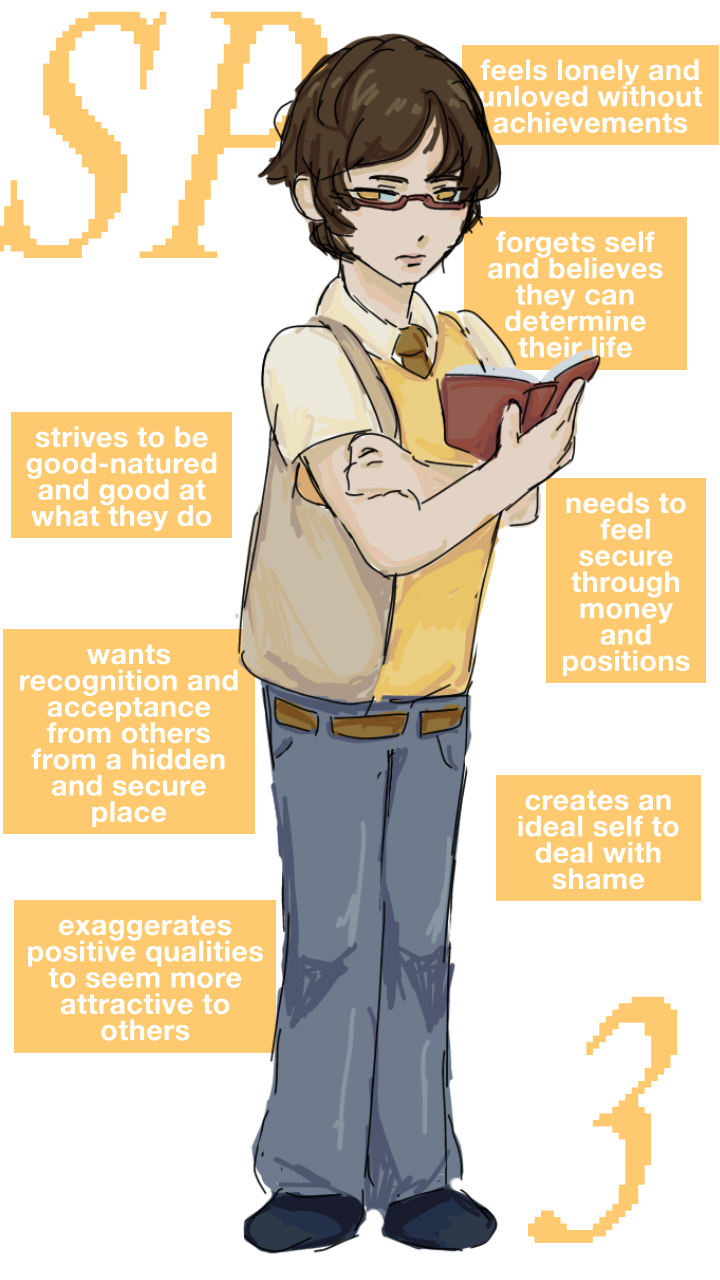 SP
feels lonely and
unloved without
achievements
forgets self
and believes
they can
determine
their life
strives to be
good-natured
and good at
what they do
needs to
feel
secure
through
money
and
positions
wants
recognition and
acceptance
from others
from a hidden
and secure
place
creates an
ideal self to
deal with
shame
exaggerates
positive qualities
to seem more
attractive to
others
3